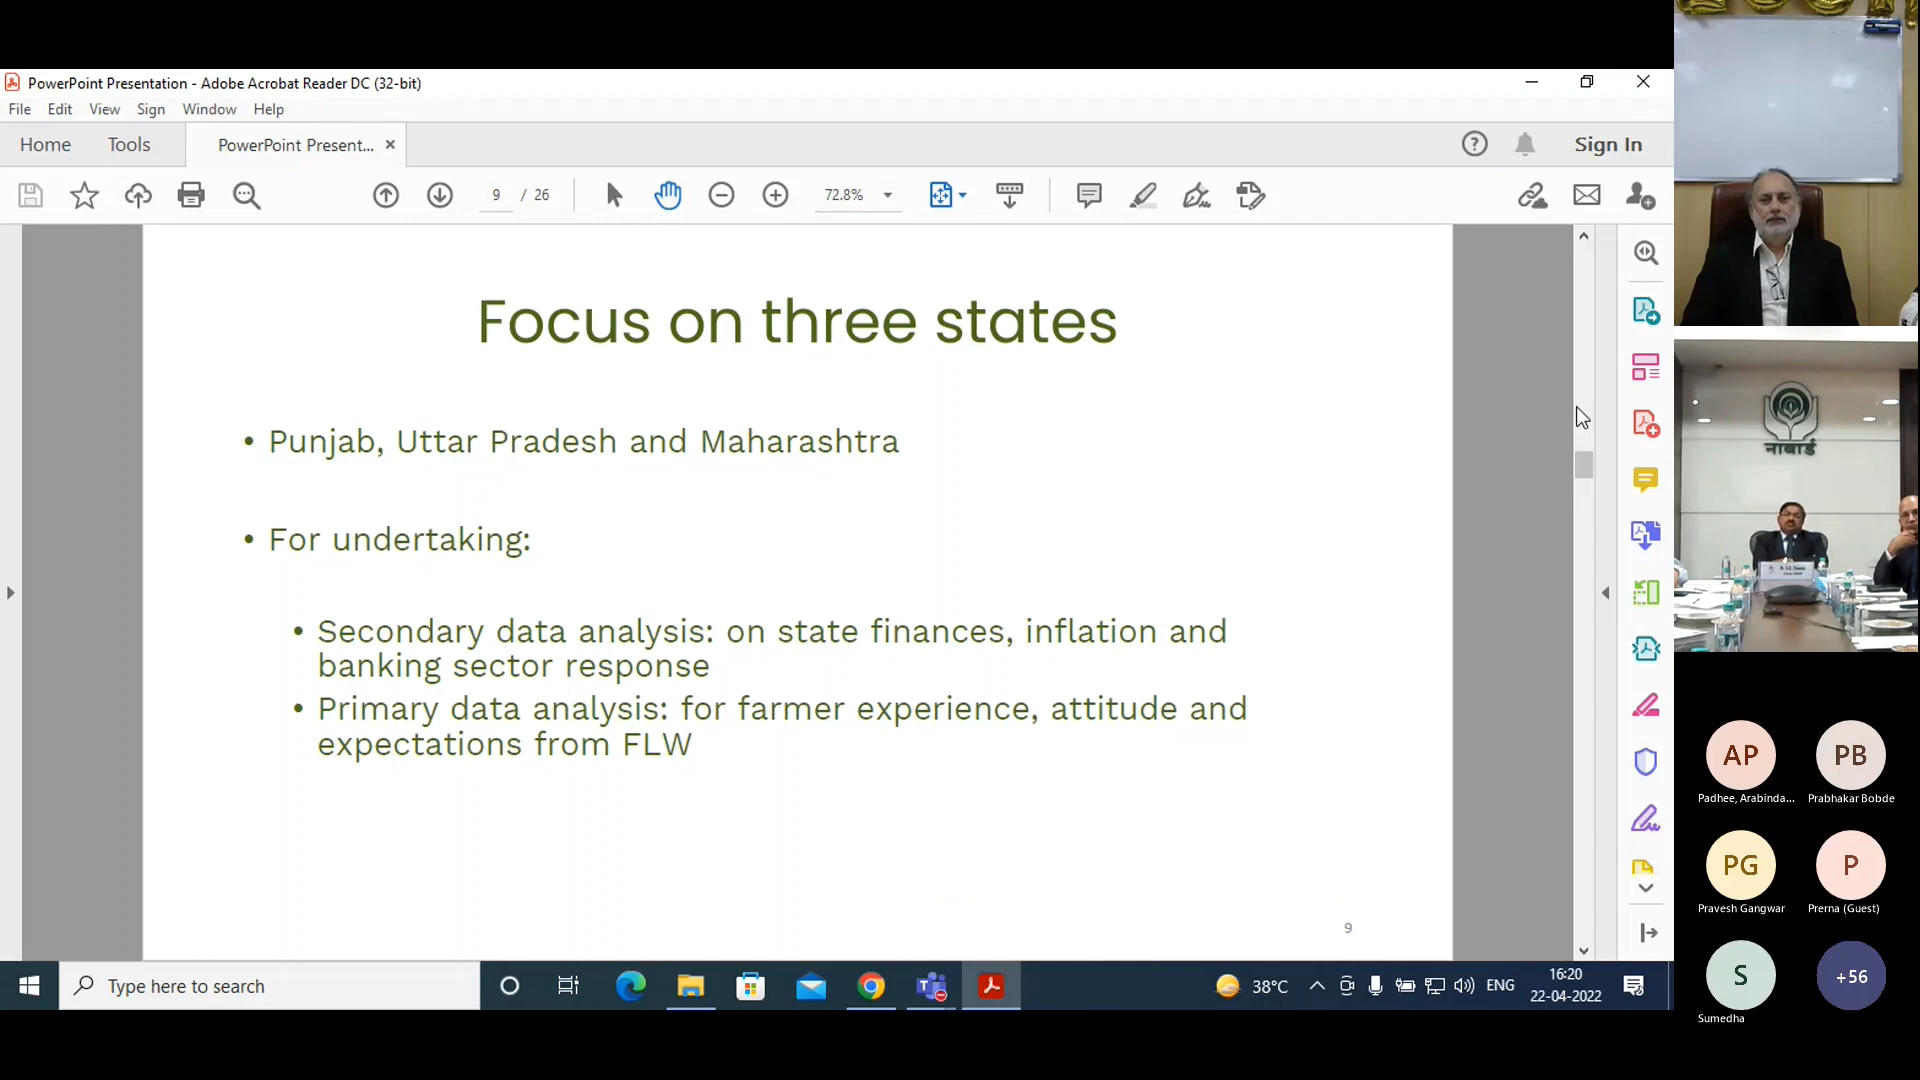 PowerPoint Presentation - Adobe Acrobat Reader DC (32-bit)
File Edit View Sign Window Help
Home Tools PowerPoint Present... Sign In
9 / 26 72.8%
Focus on three states
• Punjab, Uttar Pradesh and Maharashtra
• For undertaking:
• Secondary data analysis: on state finances, inflation and
banking sector response
• Primary data analysis: for farmer experience, attitude and
expectations from FLW
9
नाबार्ड
AP PB
Padhee, Arabinda... Prabhakar Bobde
PG P
Pravesh Gangwar Prerna (Guest)
S +56
Sumedha
Type here to search
38°C ENG
16:20
22-04-2022